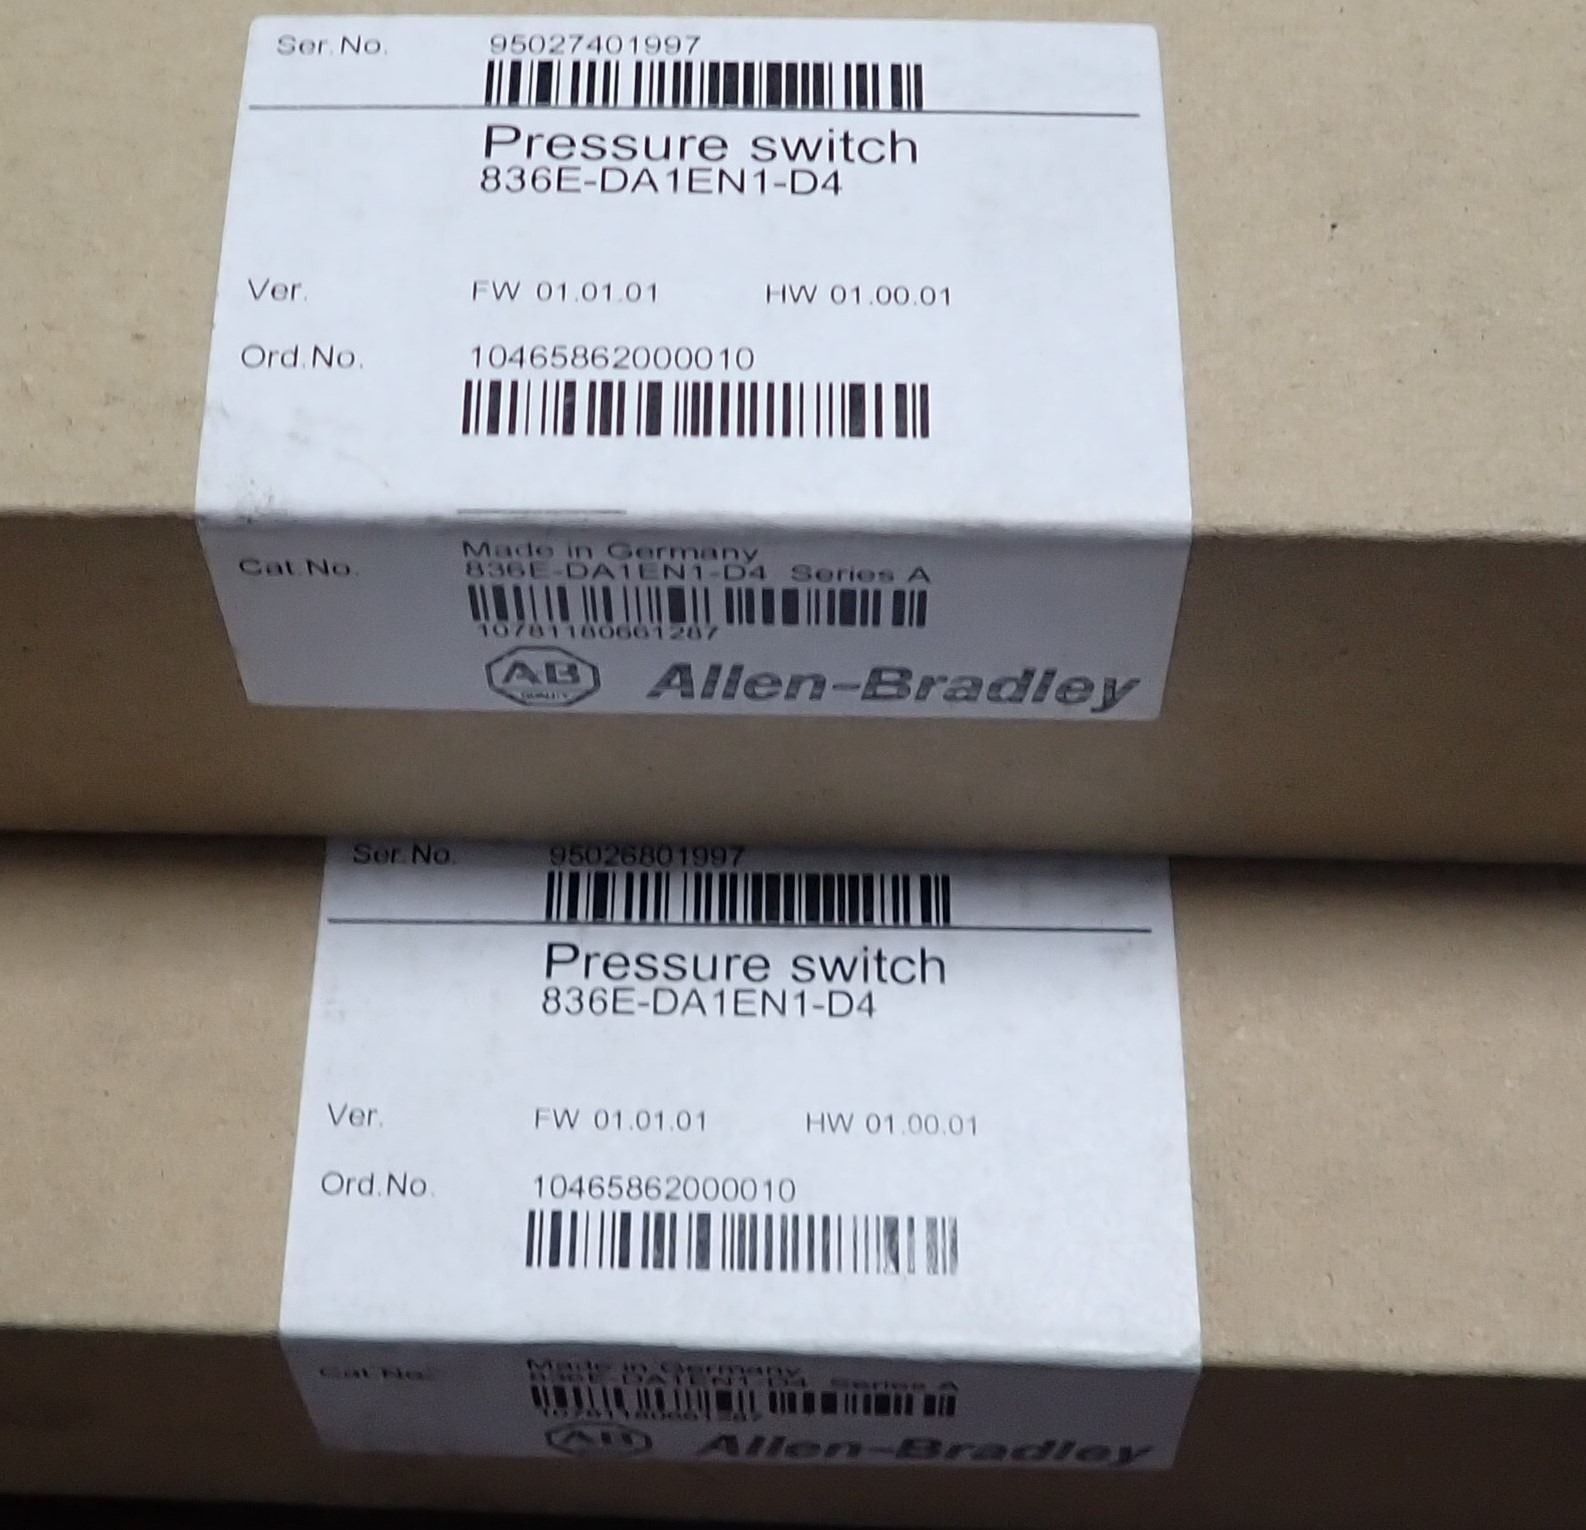 Ser.No. 95027401997
Pressure switch
836E-DA1EN1-D4
Ver. FW 01.01.01 HW 01.00.01
Ord.No. 10465862000010
Made in Germany
Cat.No. 836E-DA1EN1-D4 Series A
10781180661287
AB QUALITY Allen-Bradley
Ser.No. 95026801997
Pressure switch
836E-DA1EN1-D4
Ver. FW 01.01.01 HW 01.00.01
Ord.No. 10465862000010
Made in Germany
Cat.No. 836E-DA1EN1-D4 Series A
10781180661287
AB Allen-Bradley